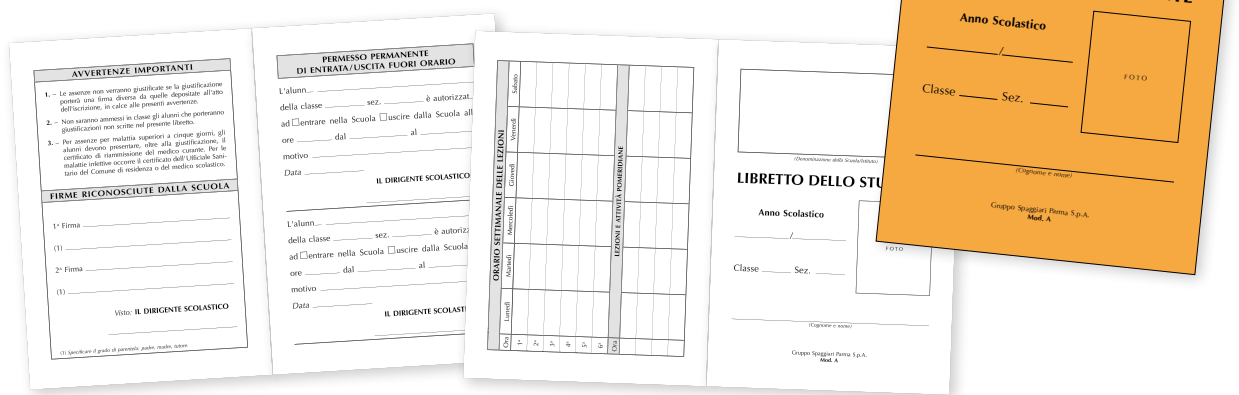 AVVERTENZE IMPORTANTI
1. – Le assenze non verranno giustificate se la giustificazione
porterà una firma diversa da quelle depositate all'atto
dell'iscrizione, in calce alle presenti avvertenze.
2. – Non saranno ammessi in classe gli alunni che porteranno
giustificazioni non scritte nel presente libretto.
3. – Per assenze per malattia superiori a cinque giorni, gli
alunni devono presentare, oltre alla giustificazione, il
certificato di riammissione del medico curante. Per le
malattie infettive occorre il certificato dell'Ufficiale Sani-
tario del Comune di residenza o del medico scolastico.
FIRME RICONOSCIUTE DALLA SCUOLA
1ª Firma
(1)
2ª Firma
(1)
Visto: IL DIRIGENTE SCOLASTICO
(1) Specificare il grado di parentela: padre, madre, tutore.
PERMESSO PERMANENTE
DI ENTRATA/USCITA FUORI ORARIO
L'alunn
della classe sez. è autorizzat
ad entrare nella Scuola uscire dalla Scuola all
ore dal al
motivo
Data
IL DIRIGENTE SCOLASTICO
L'alunn
della classe sez. è autorizz
ad entrare nella Scuola uscire dalla Scuola
ore dal al
motivo
Data
IL DIRIGENTE SCOLAST
ORARIO SETTIMANALE DELLE LEZIONI
Ora Lunedì Martedì Mercoledì Giovedì Venerdì Sabato
1ª
2ª
3ª
4ª
5ª
6ª
Ora LEZIONI E ATTIVITÀ POMERIDIANE
(Denominazione della Scuola/Istituto)
LIBRETTO DELLO STU
Anno Scolastico
/
Classe Sez.
FOTO
(Cognome e nome)
Gruppo Spaggiari Parma S.p.A.
Mod. A
Anno Scolastico
/
FOTO
Classe Sez.
(Cognome e nome)
Gruppo Spaggiari Parma S.p.A.
Mod. A